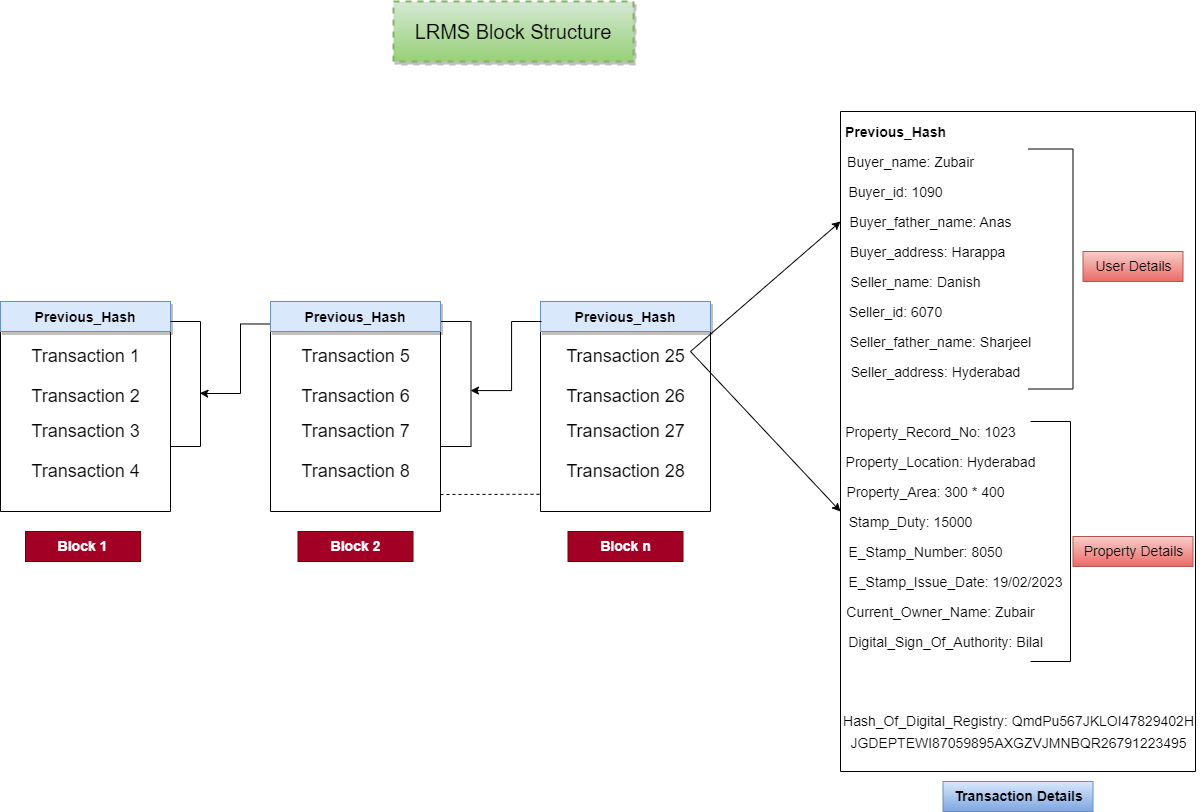 LRMS Block Structure
Previous_Hash
Transaction 1
Transaction 2
Transaction 3
Transaction 4
Block 1
Previous_Hash
Transaction 5
Transaction 6
Transaction 7
Transaction 8
Block 2
Previous_Hash
Transaction 25
Transaction 26
Transaction 27
Transaction 28
Block n
Previous_Hash
Buyer_name: Zubair
Buyer_id: 1090
Buyer_father_name: Anas
Buyer_address: Harappa
Seller_name: Danish
Seller_id: 6070
Seller_father_name: Sharjeel
Seller_address: Hyderabad
User Details
Property_Record_No: 1023
Property_Location: Hyderabad
Property_Area: 300 * 400
Stamp_Duty: 15000
E_Stamp_Number: 8050
E_Stamp_Issue_Date: 19/02/2023
Current_Owner_Name: Zubair
Digital_Sign_Of_Authority: Bilal
Property Details
Hash_Of_Digital_Registry: QmdPu567JKLOI47829402H
JGDEPTEWI87059895AXGZVJMNBQR26791223495
Transaction Details